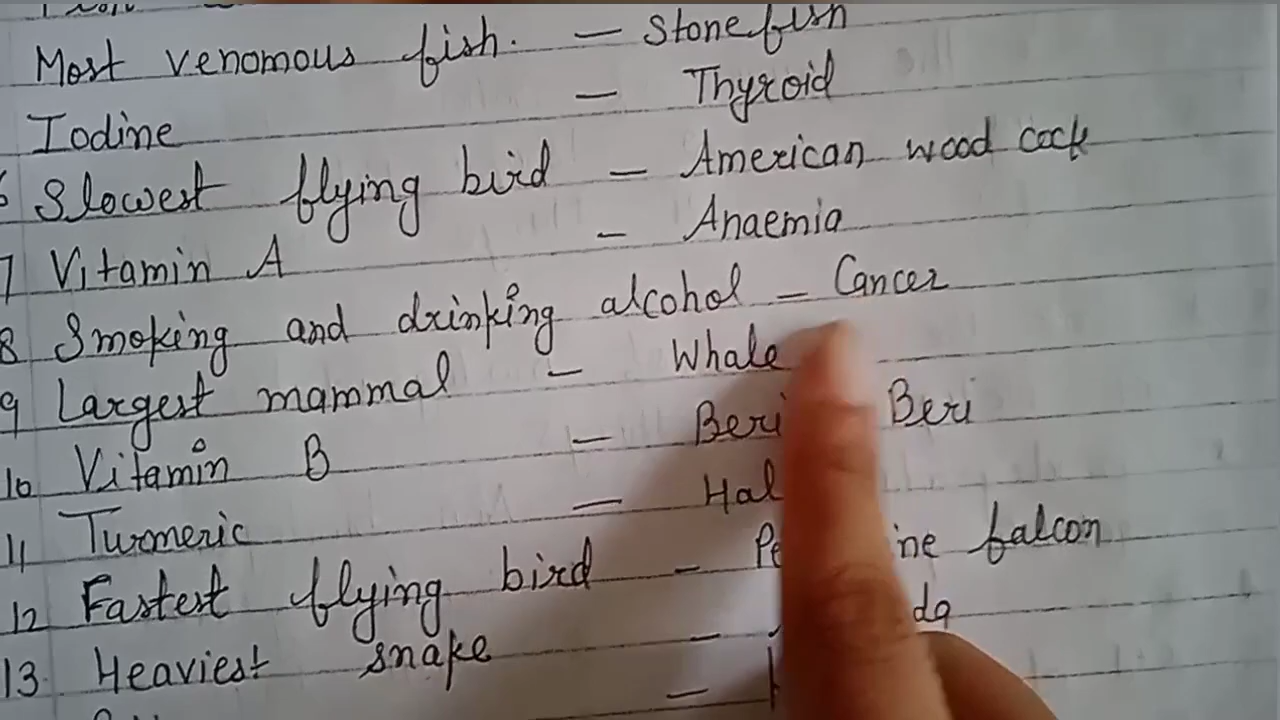 Most venomous fish. — Stone fish
Iodine — Thyroid
6 Slowest flying bird — American wood cock
7 Vitamin A — Anaemia
8 Smoking and drinking alcohol — Cancer
9 Largest mammal — Whale
10 Vitamin B — Beri Beri
11 Turmeric —
12 Fastest flying bird — falcon
13 Heaviest snake —